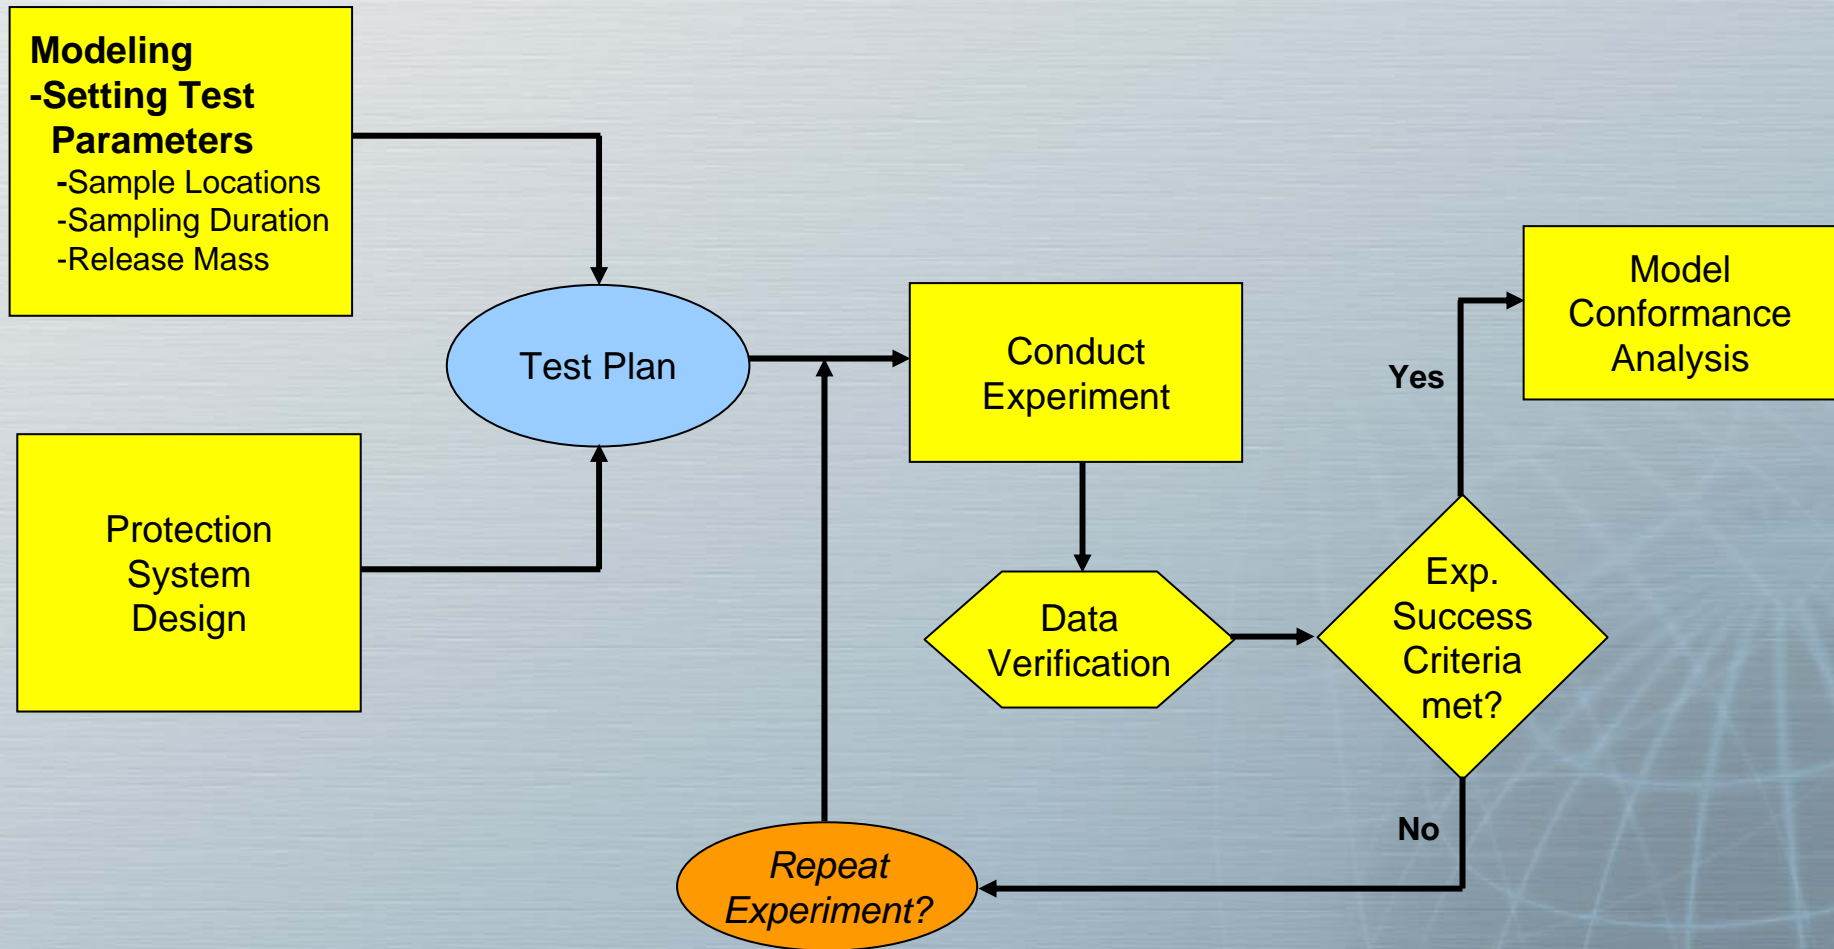 Modeling
-Setting Test
Parameters
-Sample Locations
-Sampling Duration
-Release Mass
Test Plan
Protection
System
Design
Conduct
Experiment
Data
Verification
Exp.
Success
Criteria
met?
Yes
Model
Conformance
Analysis
No
Repeat
Experiment?